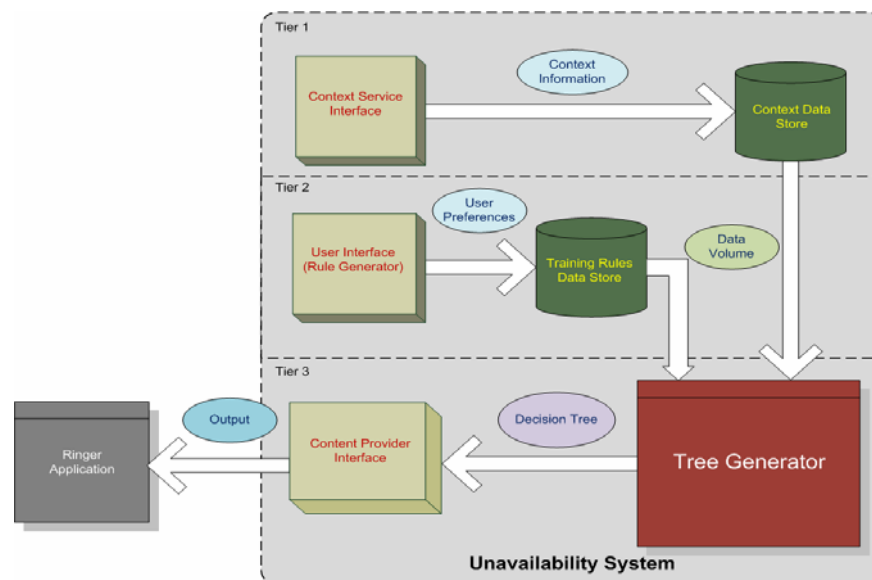 Tier 1
Context Service
Interface
Context
Information
Context Data
Store
Tier 2
User Interface
(Rule Generator)
User
Preferences
Training Rules
Data Store
Data
Volume
Tier 3
Ringer
Application
Output
Content Provider
Interface
Decision Tree
Tree Generator
Unavailability System